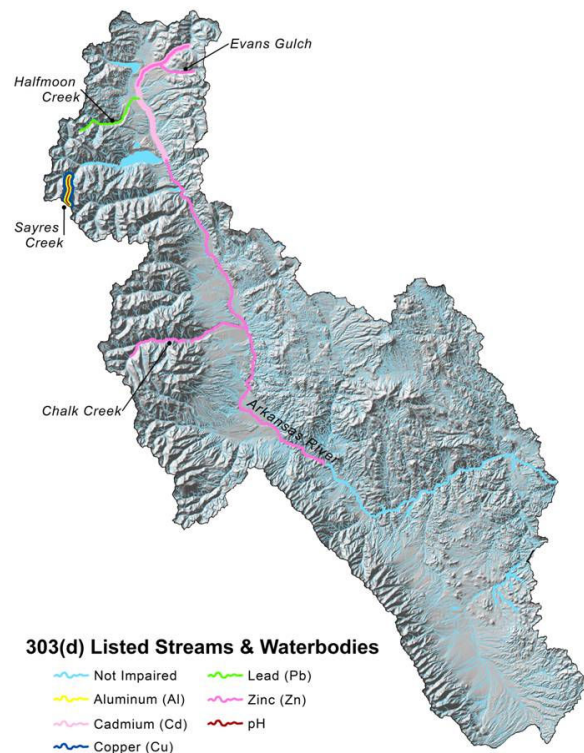 Evans Gulch
Halfmoon
Creek
Sayres
Creek
Chalk Creek
Arkansas River
303(d) Listed Streams & Waterbodies
Not Impaired
Lead (Pb)
Aluminum (Al)
Zinc (Zn)
Cadmium (Cd)
pH
Copper (Cu)